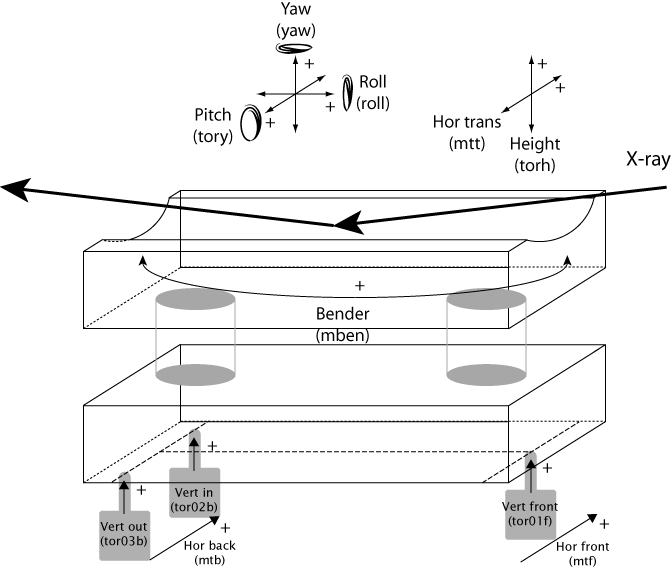 Yaw
(yaw)
+
Roll
(roll)
+
Pitch
(tory)
+
+
+
Hor trans
(mtt)
Height
(torh)
X-ray
+
Bender
(mben)
+
Vert in
(tor02b)
+
Vert out
(tor03b)
+
Vert front
(tor01f)
+
Hor back
(mtb)
+
Hor front
(mtf)